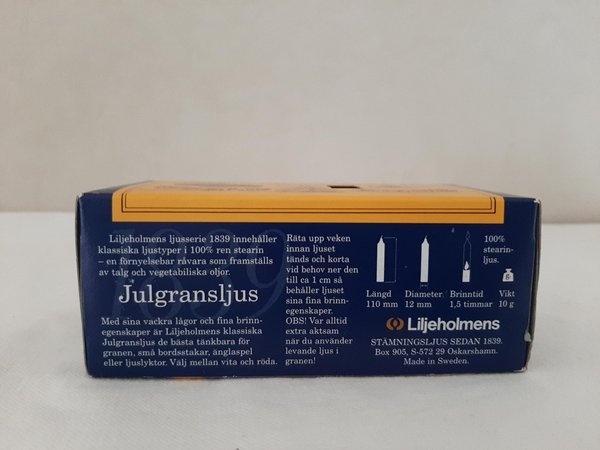 Liljeholmens ljusserie 1839 innehåller
klassiska ljustyper i 100% ren stearin
– en förnyelsebar råvara som framställs
av talg och vegetabiliska oljor.
1839
Julgransljus
Med sina vackra lågor och fina brinn-
egenskaper är Liljeholmens klassiska
Julgransljus de bästa tänkbara för
granen, små bordsstakar, änglaspel
eller ljuslyktor. Välj mellan vita och röda.
Räta upp veken
innan ljuset
tänds och korta
vid behov ner den
till ca 1 cm så
behåller ljuset
sina fina brinn-
egenskaper.
OBS! Var alltid
extra aktsam
när du använder
levande ljus i
granen!
100%
stearin-
ljus.
g
Längd Diameter Brinntid Vikt
110 mm 12 mm 1,5 timmar 10 g
Liljeholmens
STÄMNINGSLJUS SEDAN 1839.
Box 905, S-572 29 Oskarshamn.
Made in Sweden.